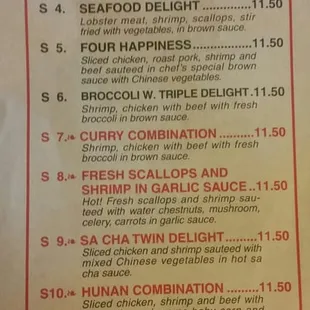 S 4. SEAFOOD DELIGHT ..............11.50
Lobster meat, shrimp, scallops, stir
fried with vegetables, in brown sauce.
S 5. FOUR HAPPINESS.................11.50
Sliced chicken, roast pork, shrimp and
beef sauteed in chef's special brown
sauce with Chinese vegetables.
S 6. BROCCOLI W. TRIPLE DELIGHT.11.50
Shrimp, chicken with beef with fresh
broccoli in brown sauce.
S 7. CURRY COMBINATION ..........11.50
Shrimp, chicken with beef with fresh
broccoli in brown sauce.
S 8. FRESH SCALLOPS AND
SHRIMP IN GARLIC SAUCE ..11.50
Hot! Fresh scallops and shrimp sau-
teed with water chestnuts, mushroom,
celery, carrots in garlic sauce.
S 9. SA CHA TWIN DELIGHT.........11.50
Sliced chicken and shrimp sauteed with
mixed Chinese vegetables in hot sa
cha sauce.
S10. HUNAN COMBINATION .........11.50
Sliced chicken, shrimp and beef with